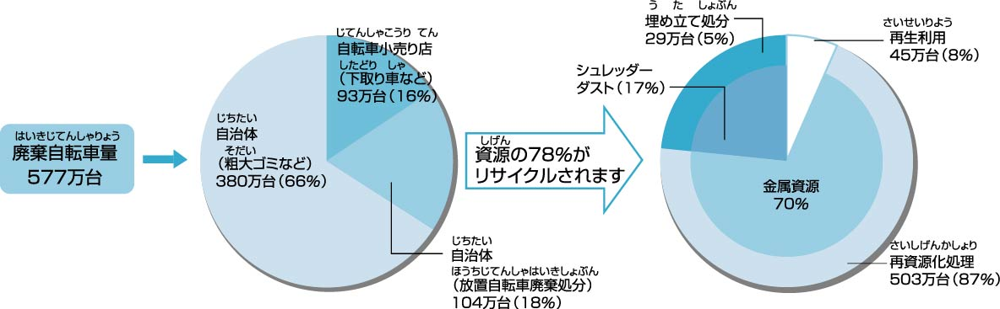 はいきじてんしゃりょう
廃棄自転車量
577万台
じてんしゃこうり てん
自転車小売り店
したどり しゃ
（下取り車など）
93万台（16%）
じちたい
自治体
そだい
（粗大ゴミなど）
380万台（66%）
じちたい
自治体
ほうちじてんしゃはいきしょぶん
（放置自転車廃棄処分）
104万台（18%）
しげん
資源の78%が
リサイクルされます
う た しょぶん
埋め立て処分
29万台（5%）
シュレッダー
ダスト（17%）
さいせいりよう
再生利用
45万台（8%）
金属資源
70%
さいしげんかしょり
再資源化処理
503万台（87%）